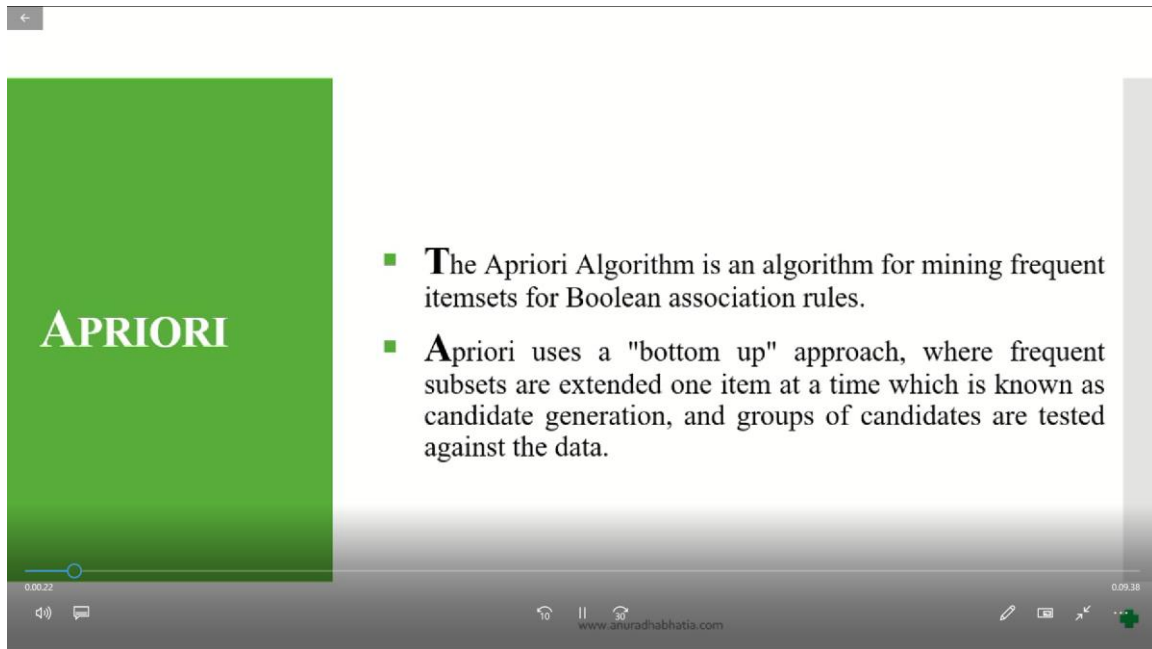 APRIORI
The Apriori Algorithm is an algorithm for mining frequent
itemsets for Boolean association rules.
Apriori uses a "bottom up" approach, where frequent
subsets are extended one item at a time which is known as
candidate generation, and groups of candidates are tested
against the data.
0.00.22
0.09.38
10
30
www.anuradhabhatia.com